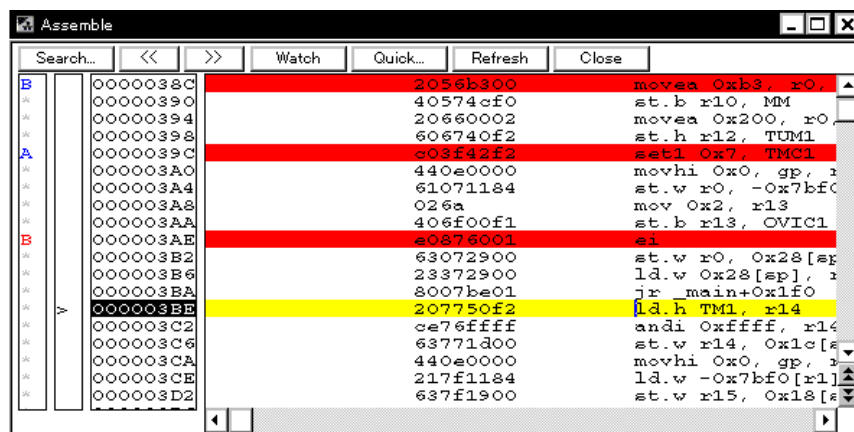 Assemble
Search... << >> Watch Quick... Refresh Close
B 0000038C 2056b300 movea 0xb3, r0,
* 00000390 40574cf0 st.b r10, MM
* 00000394 20660002 movea 0x200, r0,
* 00000398 606740f2 st.h r12, TUM1
A 0000039C c03f42f2 set1 0x7, TMC1
* 000003A0 440e0000 movhi 0x0, gp, r
* 000003A4 61071184 st.w r0, -0x7bf0
* 000003A8 026a mov 0x2, r13
* 000003AA 406f00f1 st.b r13, OVIC1
B 000003AE e0876001 ei
* 000003B2 63072900 st.w r0, 0x28[sp
* 000003B6 23372900 ld.w 0x28[sp], r
* 000003BA 8007be01 jr _main+0x1f0
* > 000003BE 207750f2 ld.h TM1, r14
* 000003C2 ce76ffff andi 0xffff, r14
* 000003C6 63771d00 st.w r14, 0x1c[s
* 000003CA 440e0000 movhi 0x0, gp, r
* 000003CE 217f1184 ld.w -0x7bf0[r1]
* 000003D2 637f1900 st.w r15, 0x18[s